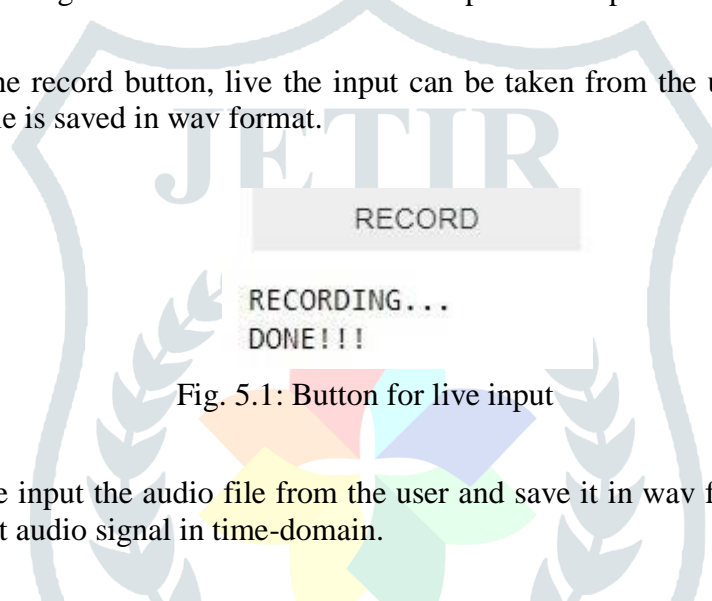 he record button, live the input can be taken from the u
le is saved in wav format.
JETIR
RECORD
RECORDING...
DONE!!!
Fig. 5.1: Button for live input
e input the audio file from the user and save it in wav f
t audio signal in time-domain.